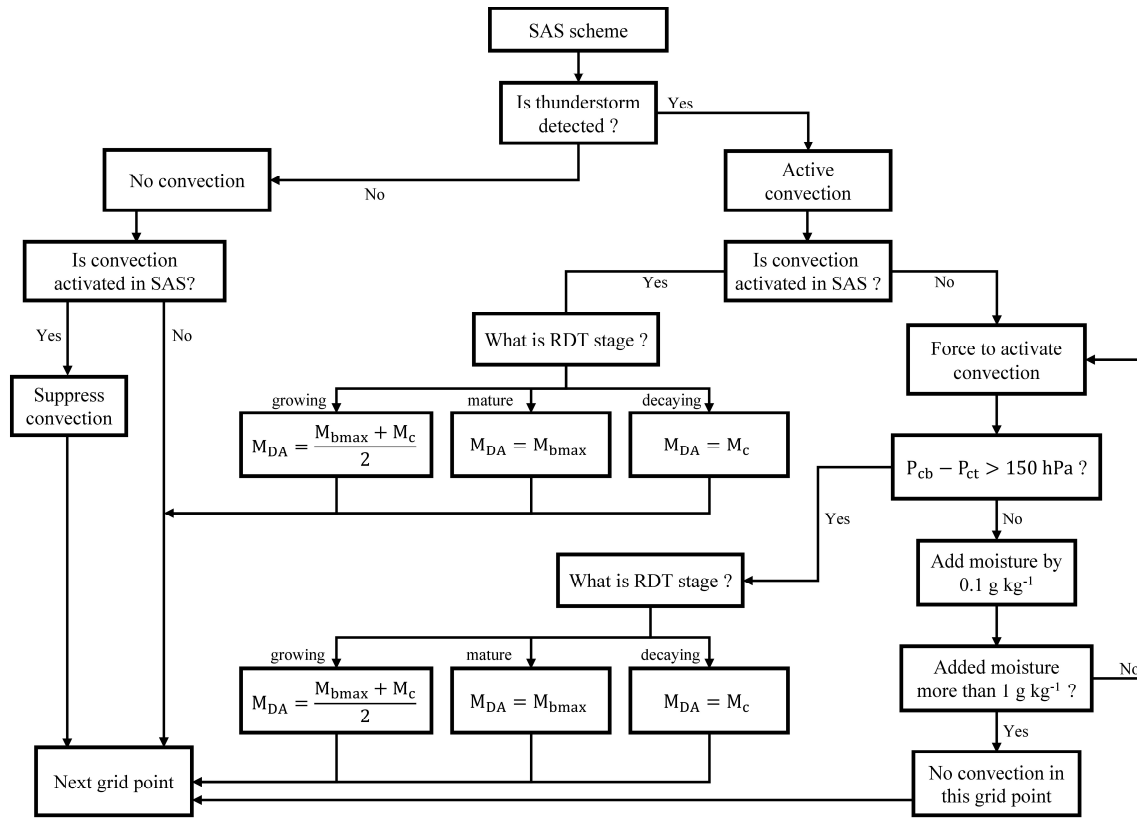 SAS scheme
Is thunderstorm
detected ?
Yes
No
No convection
Active
convection
Is convection
activated in SAS?
Is convection
activated in SAS ?
Yes
No
Yes
No
What is RDT stage ?
Force to activate
convection
Suppress
convection
growing
mature
decaying
M_DA = (M_bmax + M_c)/2
M_DA = M_bmax
M_DA = M_c
P_cb − P_ct > 150 hPa ?
Yes
No
What is RDT stage ?
Add moisture by
0.1 g kg⁻¹
growing
mature
decaying
M_DA = (M_bmax + M_c)/2
M_DA = M_bmax
M_DA = M_c
Added moisture
more than 1 g kg⁻¹ ?
No
Yes
Next grid point
No convection in
this grid point